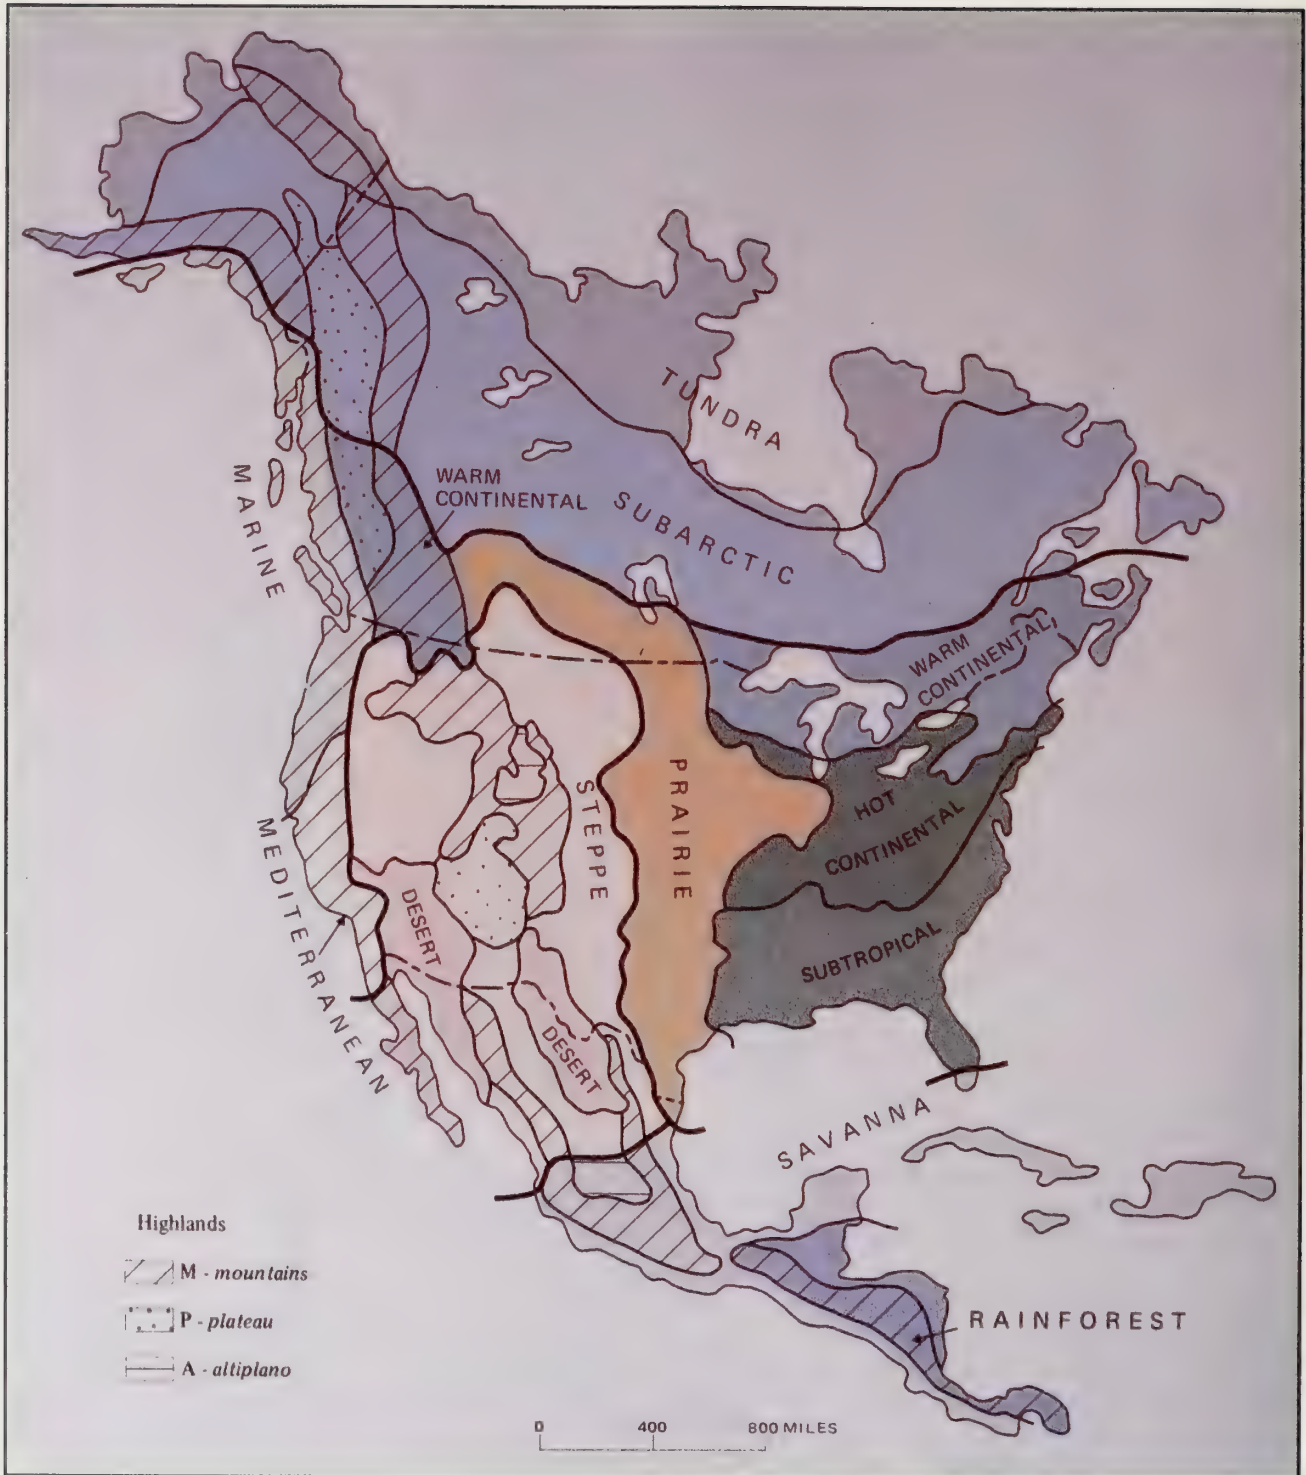 TUNDRA
WARM
CONTINENTAL
SUBARCTIC
MARINE
WARM
CONTINENTAL
PRAIRIE
STEPPE
HOT
CONTINENTAL
MEDITERRANEAN
DESERT
SUBTROPICAL
DESERT
SAVANNA
Highlands
M - mountains
P - plateau
A - altiplano
RAINFOREST
0 400 800 MILES